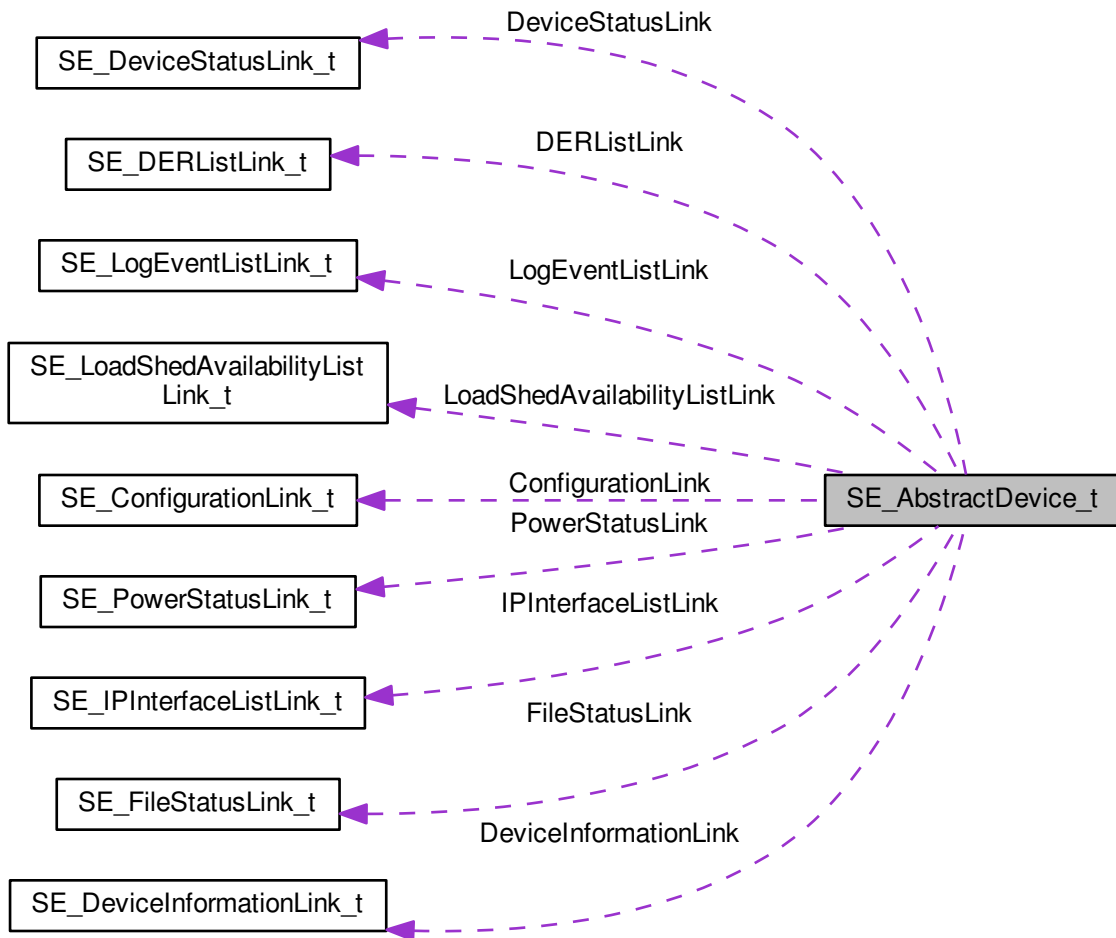 DeviceStatusLink
SE_DeviceStatusLink_t
DERListLink
SE_DERListLink_t
LogEventListLink
SE_LogEventListLink_t
SE_LoadShedAvailabilityList
Link_t
LoadShedAvailabilityListLink
ConfigurationLink
SE_ConfigurationLink_t
SE_AbstractDevice_t
PowerStatusLink
SE_PowerStatusLink_t
IPInterfaceListLink
SE_IPInterfaceListLink_t
FileStatusLink
SE_FileStatusLink_t
DeviceInformationLink
SE_DeviceInformationLink_t